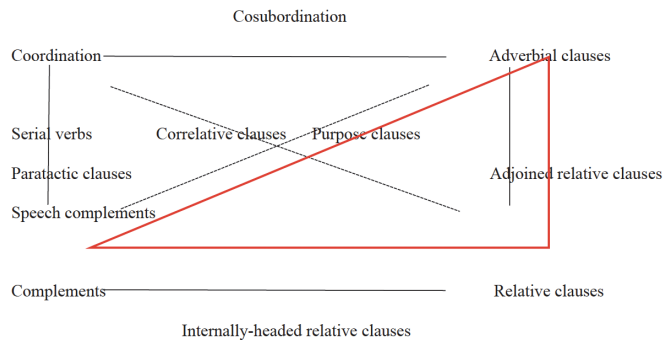 Cosubordination
Coordination Adverbial clauses
Serial verbs Correlative clauses Purpose clauses
Paratactic clauses Adjoined relative clauses
Speech complements
Complements Relative clauses
Internally-headed relative clauses